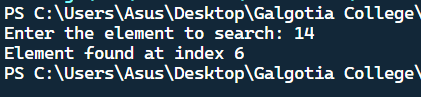 PS C:\Users\Asus\Desktop\Galgotia College\
Enter the element to search: 14
Element found at index 6
PS C:\Users\Asus\Desktop\Galgotia College\